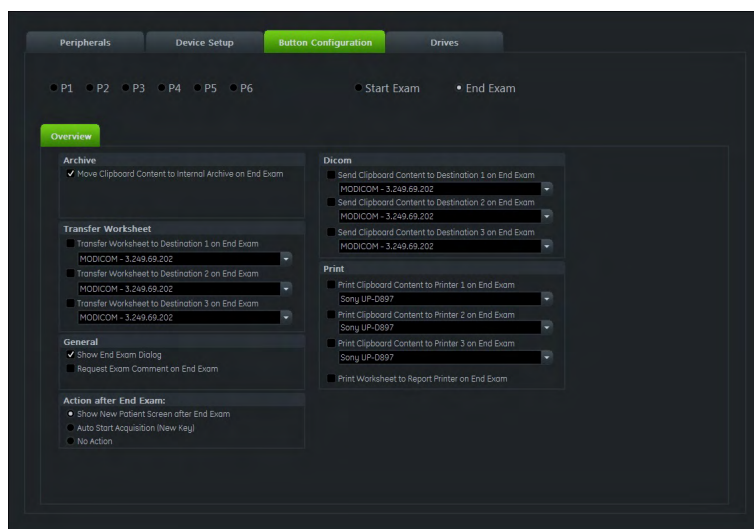 Peripherals Device Setup Button Configuration Drives
P1 P2 P3 P4 P5 P6 Start Exam End Exam
Overview
Archive
Move Clipboard Content to Internal Archive on End Exam
Transfer Worksheet
Transfer Worksheet to Destination 1 on End Exam
MODICOM - 3.249.69.202
Transfer Worksheet to Destination 2 on End Exam
MODICOM - 3.249.69.202
Transfer Worksheet to Destination 3 on End Exam
MODICOM - 3.249.69.202
General
Show End Exam Dialog
Request Exam Comment on End Exam
Action after End Exam:
Show New Patient Screen after End Exam
Auto Start Acquisition (New Key)
No Action
Dicom
Send Clipboard Content to Destination 1 on End Exam
MODICOM - 3.249.69.202
Send Clipboard Content to Destination 2 on End Exam
MODICOM - 3.249.69.202
Send Clipboard Content to Destination 3 on End Exam
MODICOM - 3.249.69.202
Print
Print Clipboard Content to Printer 1 on End Exam
Sony UP-D897
Print Clipboard Content to Printer 2 on End Exam
Sony UP-D897
Print Clipboard Content to Printer 3 on End Exam
Sony UP-D897
Print Worksheet to Report Printer on End Exam